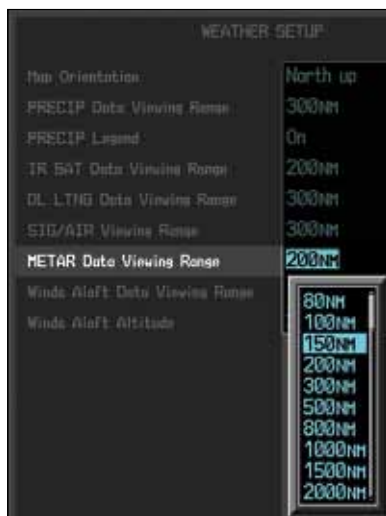 WEATHER SETUP
Map Orientation North up
PRECIP Data Viewing Range 300NM
PRECIP Legend On
IR SAT Data Viewing Range 200NM
DL LTNG Data Viewing Range 300NM
SIG/AIR Viewing Range 300NM
METAR Data Viewing Range 200NM
Winds Aloft Data Viewing Range
Winds Aloft Altitude
80NM
100NM
150NM
200NM
300NM
500NM
800NM
1000NM
1500NM
2000NM